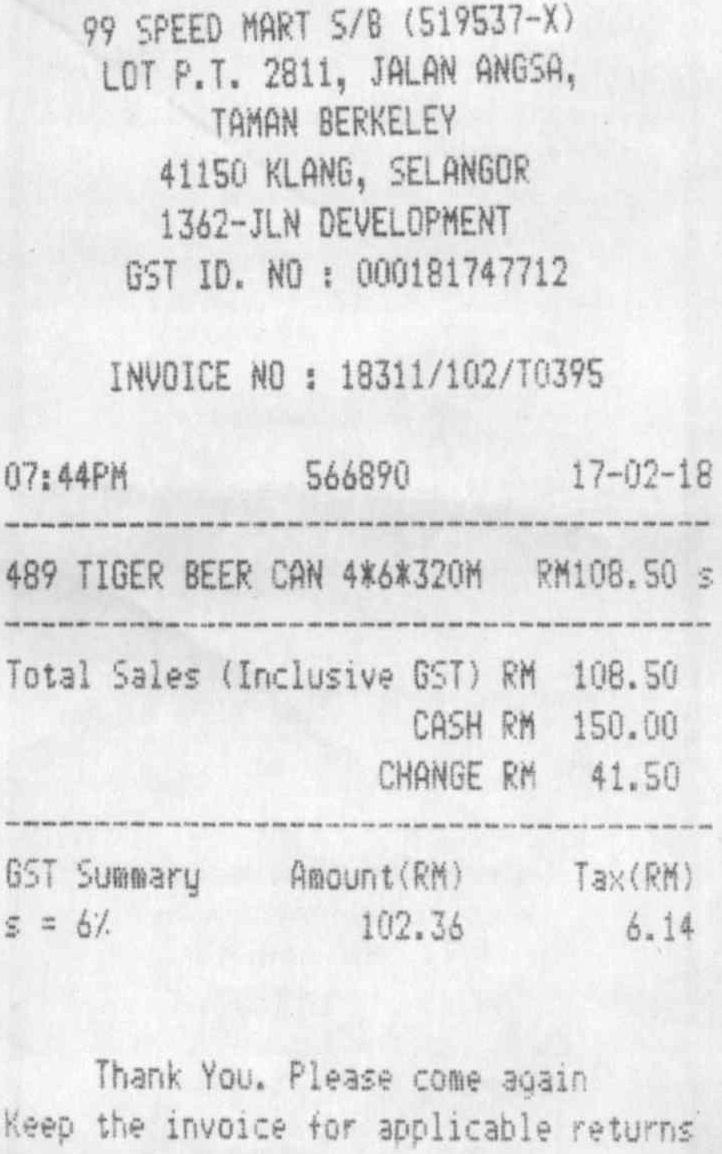 99 SPEED MART S/B (519537-X)
LOT P.T. 2811, JALAN ANGSA,
TAMAN BERKELEY
41150 KLANG, SELANGOR
1362-JLN DEVELOPMENT
GST ID. NO : 000181747712
INVOICE NO : 18311/102/T0395
07:44PM 566890 17-02-18
489 TIGER BEER CAN 4*6*320M RM108.50 s
Total Sales (Inclusive GST) RM 108.50
CASH RM 150.00
CHANGE RM 41.50
GST Summary Amount(RM) Tax(RM)
s = 6% 102.36 6.14
Thank You. Please come again
Keep the invoice for applicable returns